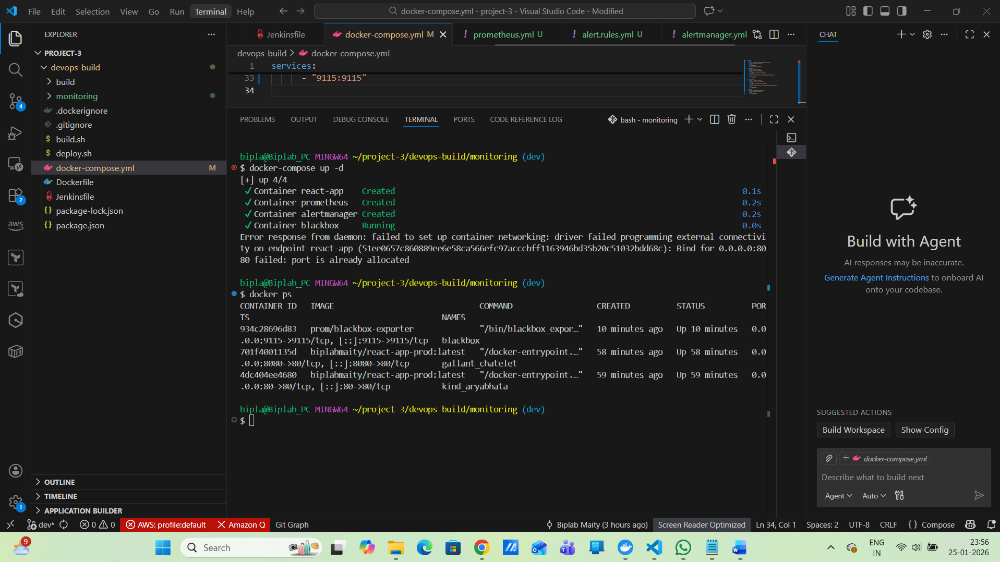 File Edit Selection View Go Run Terminal Help
docker-compose.yml - project-3 - Visual Studio Code - Modified
EXPLORER
PROJECT-3
devops-build
build
monitoring
.dockerignore
.gitignore
build.sh
deploy.sh
docker-compose.yml M
Dockerfile
Jenkinsfile
package-lock.json
package.json
OUTLINE
TIMELINE
APPLICATION BUILDER
4
2
aws
1
Jenkinsfile docker-compose.yml M prometheus.yml U alert.rules.yml U alertmanager.yml
devops-build > docker-compose.yml
1 services:
33 - "9115:9115"
34
PROBLEMS OUTPUT DEBUG CONSOLE TERMINAL PORTS CODE REFERENCE LOG
bash - monitoring
bipla@Biplab_PC MINGW64 ~/project-3/devops-build/monitoring (dev)
$ docker-compose up -d
[+] up 4/4
✓Container react-app Created 0.1s
✓Container prometheus Created 0.2s
✓Container alertmanager Created 0.2s
✓Container blackbox Running 0.0s
Error response from daemon: failed to set up container networking: driver failed programming external connectivi
ty on endpoint react-app (51ee0657c860889ee6e58ca566efc97acccbff1163946bd35b20c51032bdd68c): Bind for 0.0.0.0:80
80 failed: port is already allocated
bipla@Biplab_PC MINGW64 ~/project-3/devops-build/monitoring (dev)
$ docker ps
CONTAINER ID IMAGE COMMAND CREATED STATUS POR
TS NAMES
934c28696d83 prom/blackbox-exporter "/bin/blackbox_expor…" 10 minutes ago Up 10 minutes 0.0
.0.0:9115->9115/tcp, [::]:9115->9115/tcp blackbox
701f4001135d biplabmaity/react-app-prod:latest "/docker-entrypoint.…" 58 minutes ago Up 58 minutes 0.0
.0.0:8080->80/tcp, [::]:8080->80/tcp gallant_chatelet
4dc404ee4680 biplabmaity/react-app-prod:latest "/docker-entrypoint.…" 59 minutes ago Up 59 minutes 0.0
.0.0:80->80/tcp, [::]:80->80/tcp kind_aryabhata
bipla@Biplab_PC MINGW64 ~/project-3/devops-build/monitoring (dev)
$
CHAT
Build with Agent
AI responses may be inaccurate.
Generate Agent Instructions to onboard AI
onto your codebase.
SUGGESTED ACTIONS
Build Workspace Show Config
docker-compose.yml
Describe what to build next
Agent Auto
dev* 0 0 AWS: profile:default Amazon Q Git Graph Biplab Maity (3 hours ago) Screen Reader Optimized Ln 34, Col 1 Spaces: 2 UTF-8 CRLF {} Compose
9
Search
ENG
IN
23:56
25-01-2026